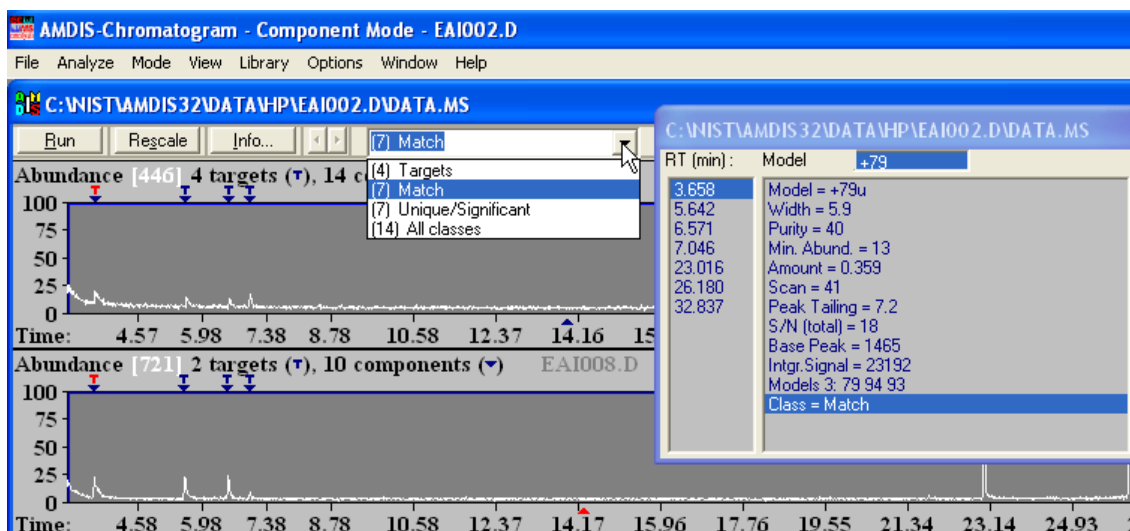 AMDIS-Chromatogram - Component Mode - EAI002.D
File Analyze Mode View Library Options Window Help
C:\NIST\AMDIS32\DATA\HP\EAI002.D\DATA.MS
Run Rescale Info... (7) Match
(4) Targets
(7) Match
(7) Unique/Significant
(14) All classes
Abundance [446] 4 targets (T), 14
100
75
50
25
0
Time: 4.57 5.98 7.38 8.78 10.58 12.37 14.16
Abundance [721] 2 targets (T), 10 components EAI008.D
100
75
50
25
0
Time: 4.58 5.98 7.38 8.78 10.58 12.37 14.17 15.96 17.76 19.55 21.34 23.14 24.93
C:\NIST\AMDIS32\DATA\HP\EAI002.D\DATA.MS
RT (min) : Model +79
3.658
5.642
6.571
7.046
23.016
26.180
32.837
Model = +79u
Width = 5.9
Purity = 40
Min. Abund. = 13
Amount = 0.359
Scan = 41
Peak Tailing = 7.2
S/N (total) = 18
Base Peak = 1465
Intgr.Signal = 23192
Models 3: 79 94 93
Class = Match